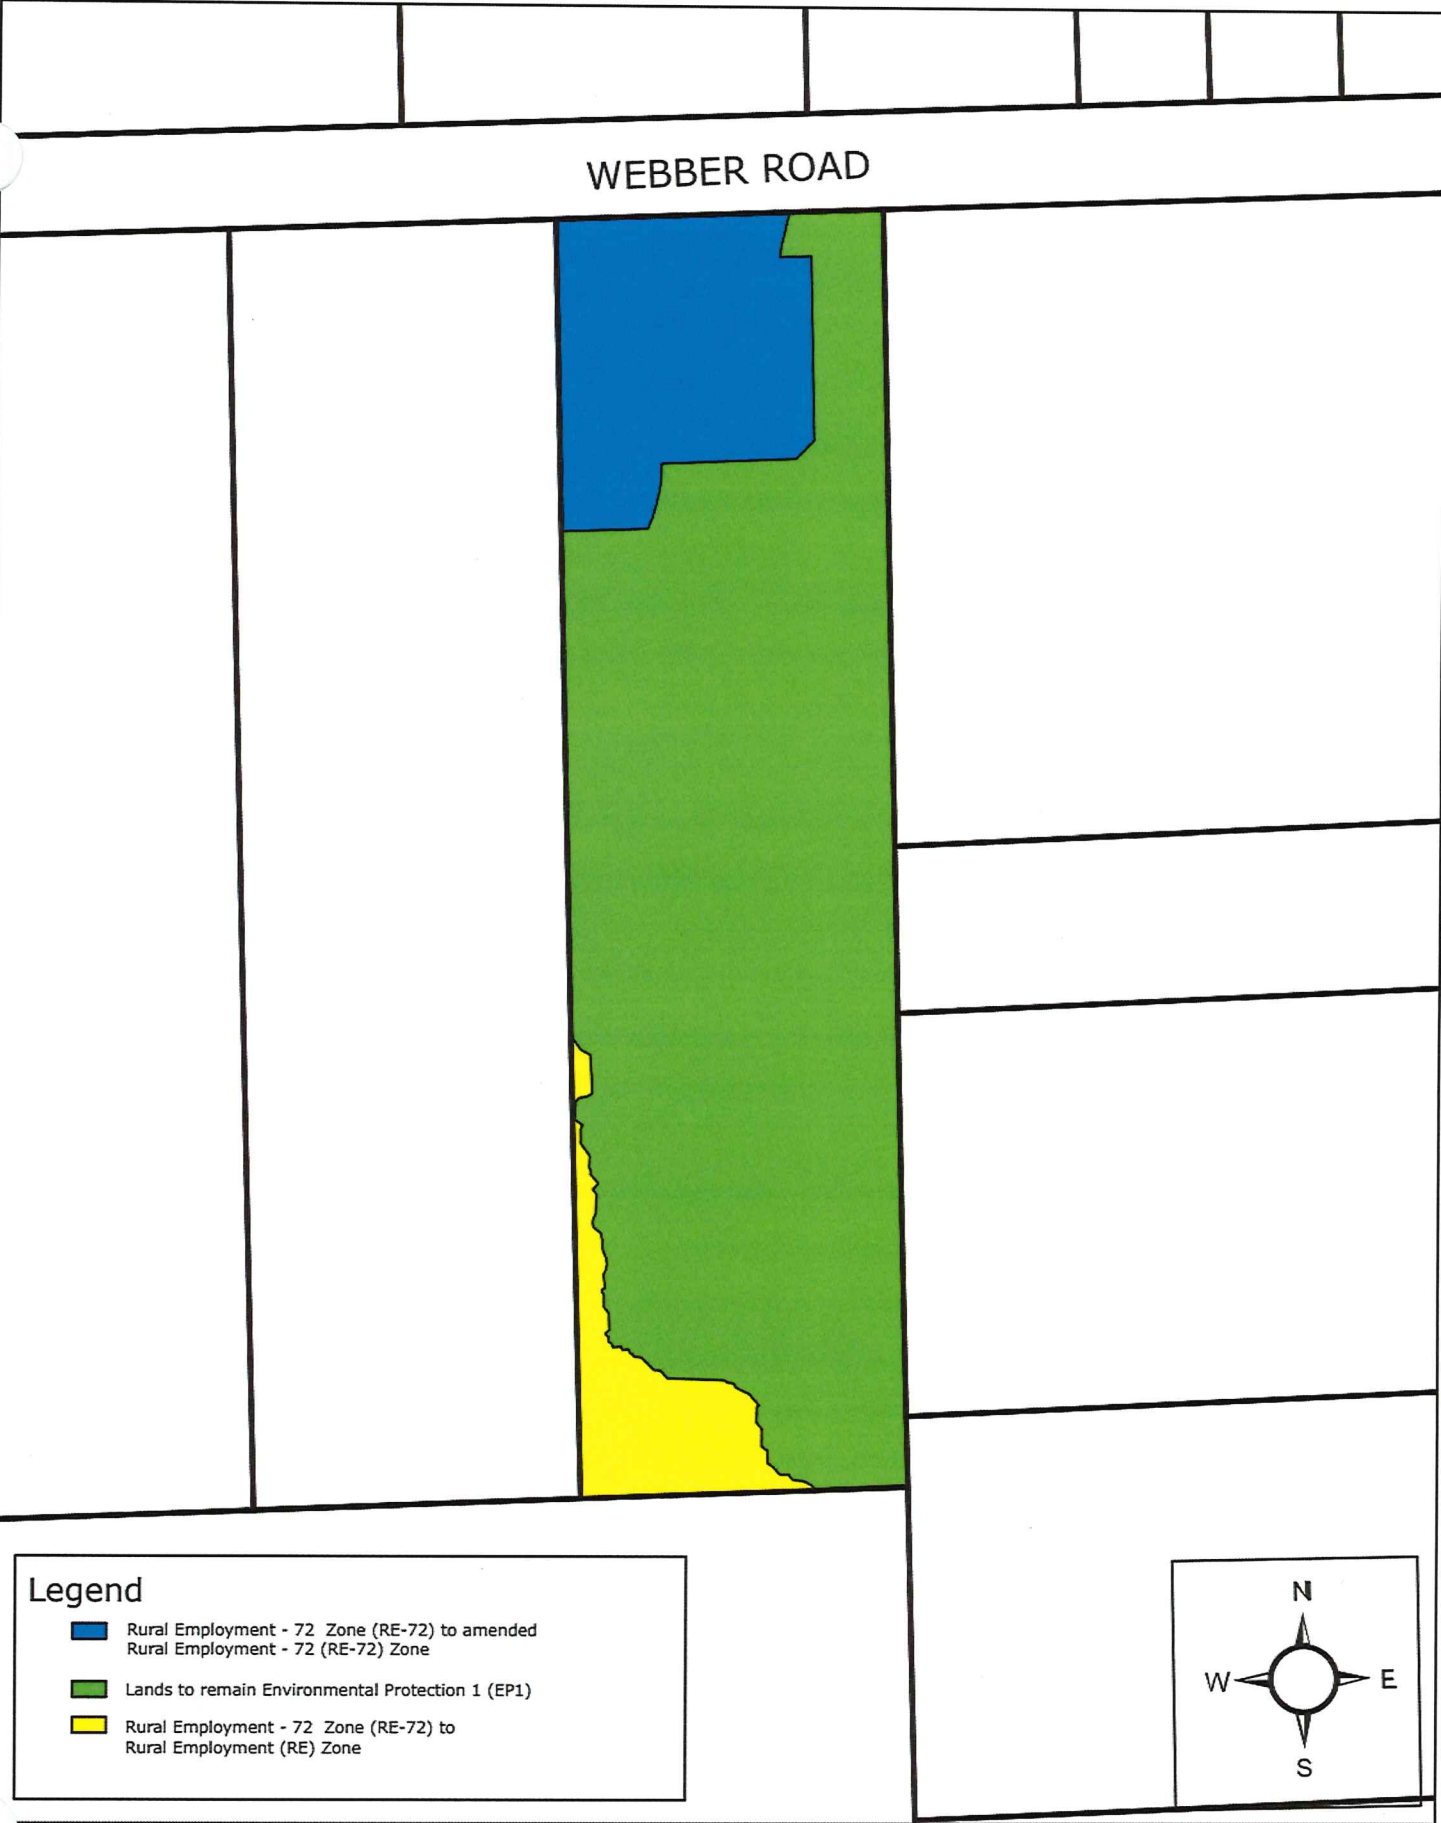 WEBBER ROAD
Legend
Rural Employment - 72 Zone (RE-72) to amended
Rural Employment - 72 (RE-72) Zone
Lands to remain Environmental Protection 1 (EP1)
Rural Employment - 72 Zone (RE-72) to
Rural Employment (RE) Zone
N
W
E
S